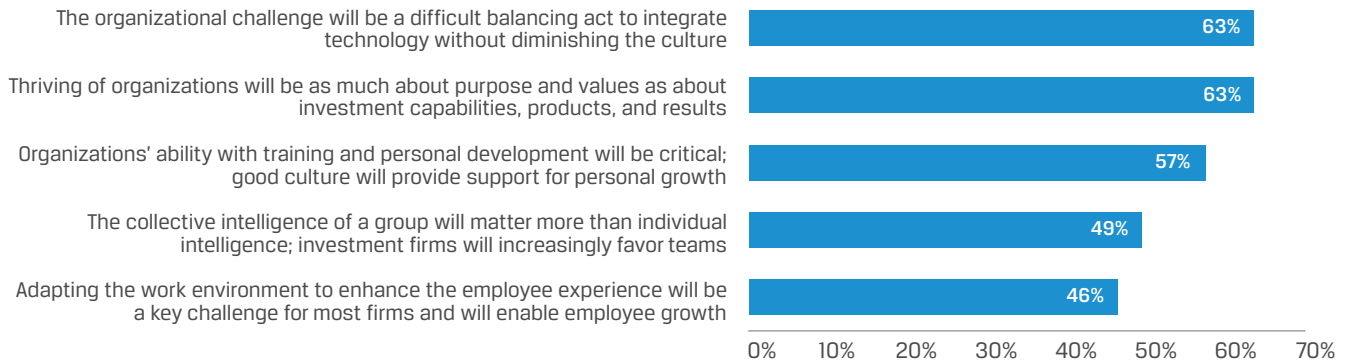 The organizational challenge will be a difficult balancing act to integrate
technology without diminishing the culture
63%
Thriving of organizations will be as much about purpose and values as about
investment capabilities, products, and results
63%
Organizations' ability with training and personal development will be critical;
good culture will provide support for personal growth
57%
The collective intelligence of a group will matter more than individual
intelligence; investment firms will increasingly favor teams
49%
Adapting the work environment to enhance the employee experience will be
a key challenge for most firms and will enable employee growth
46%
0% 10% 20% 30% 40% 50% 60% 70%